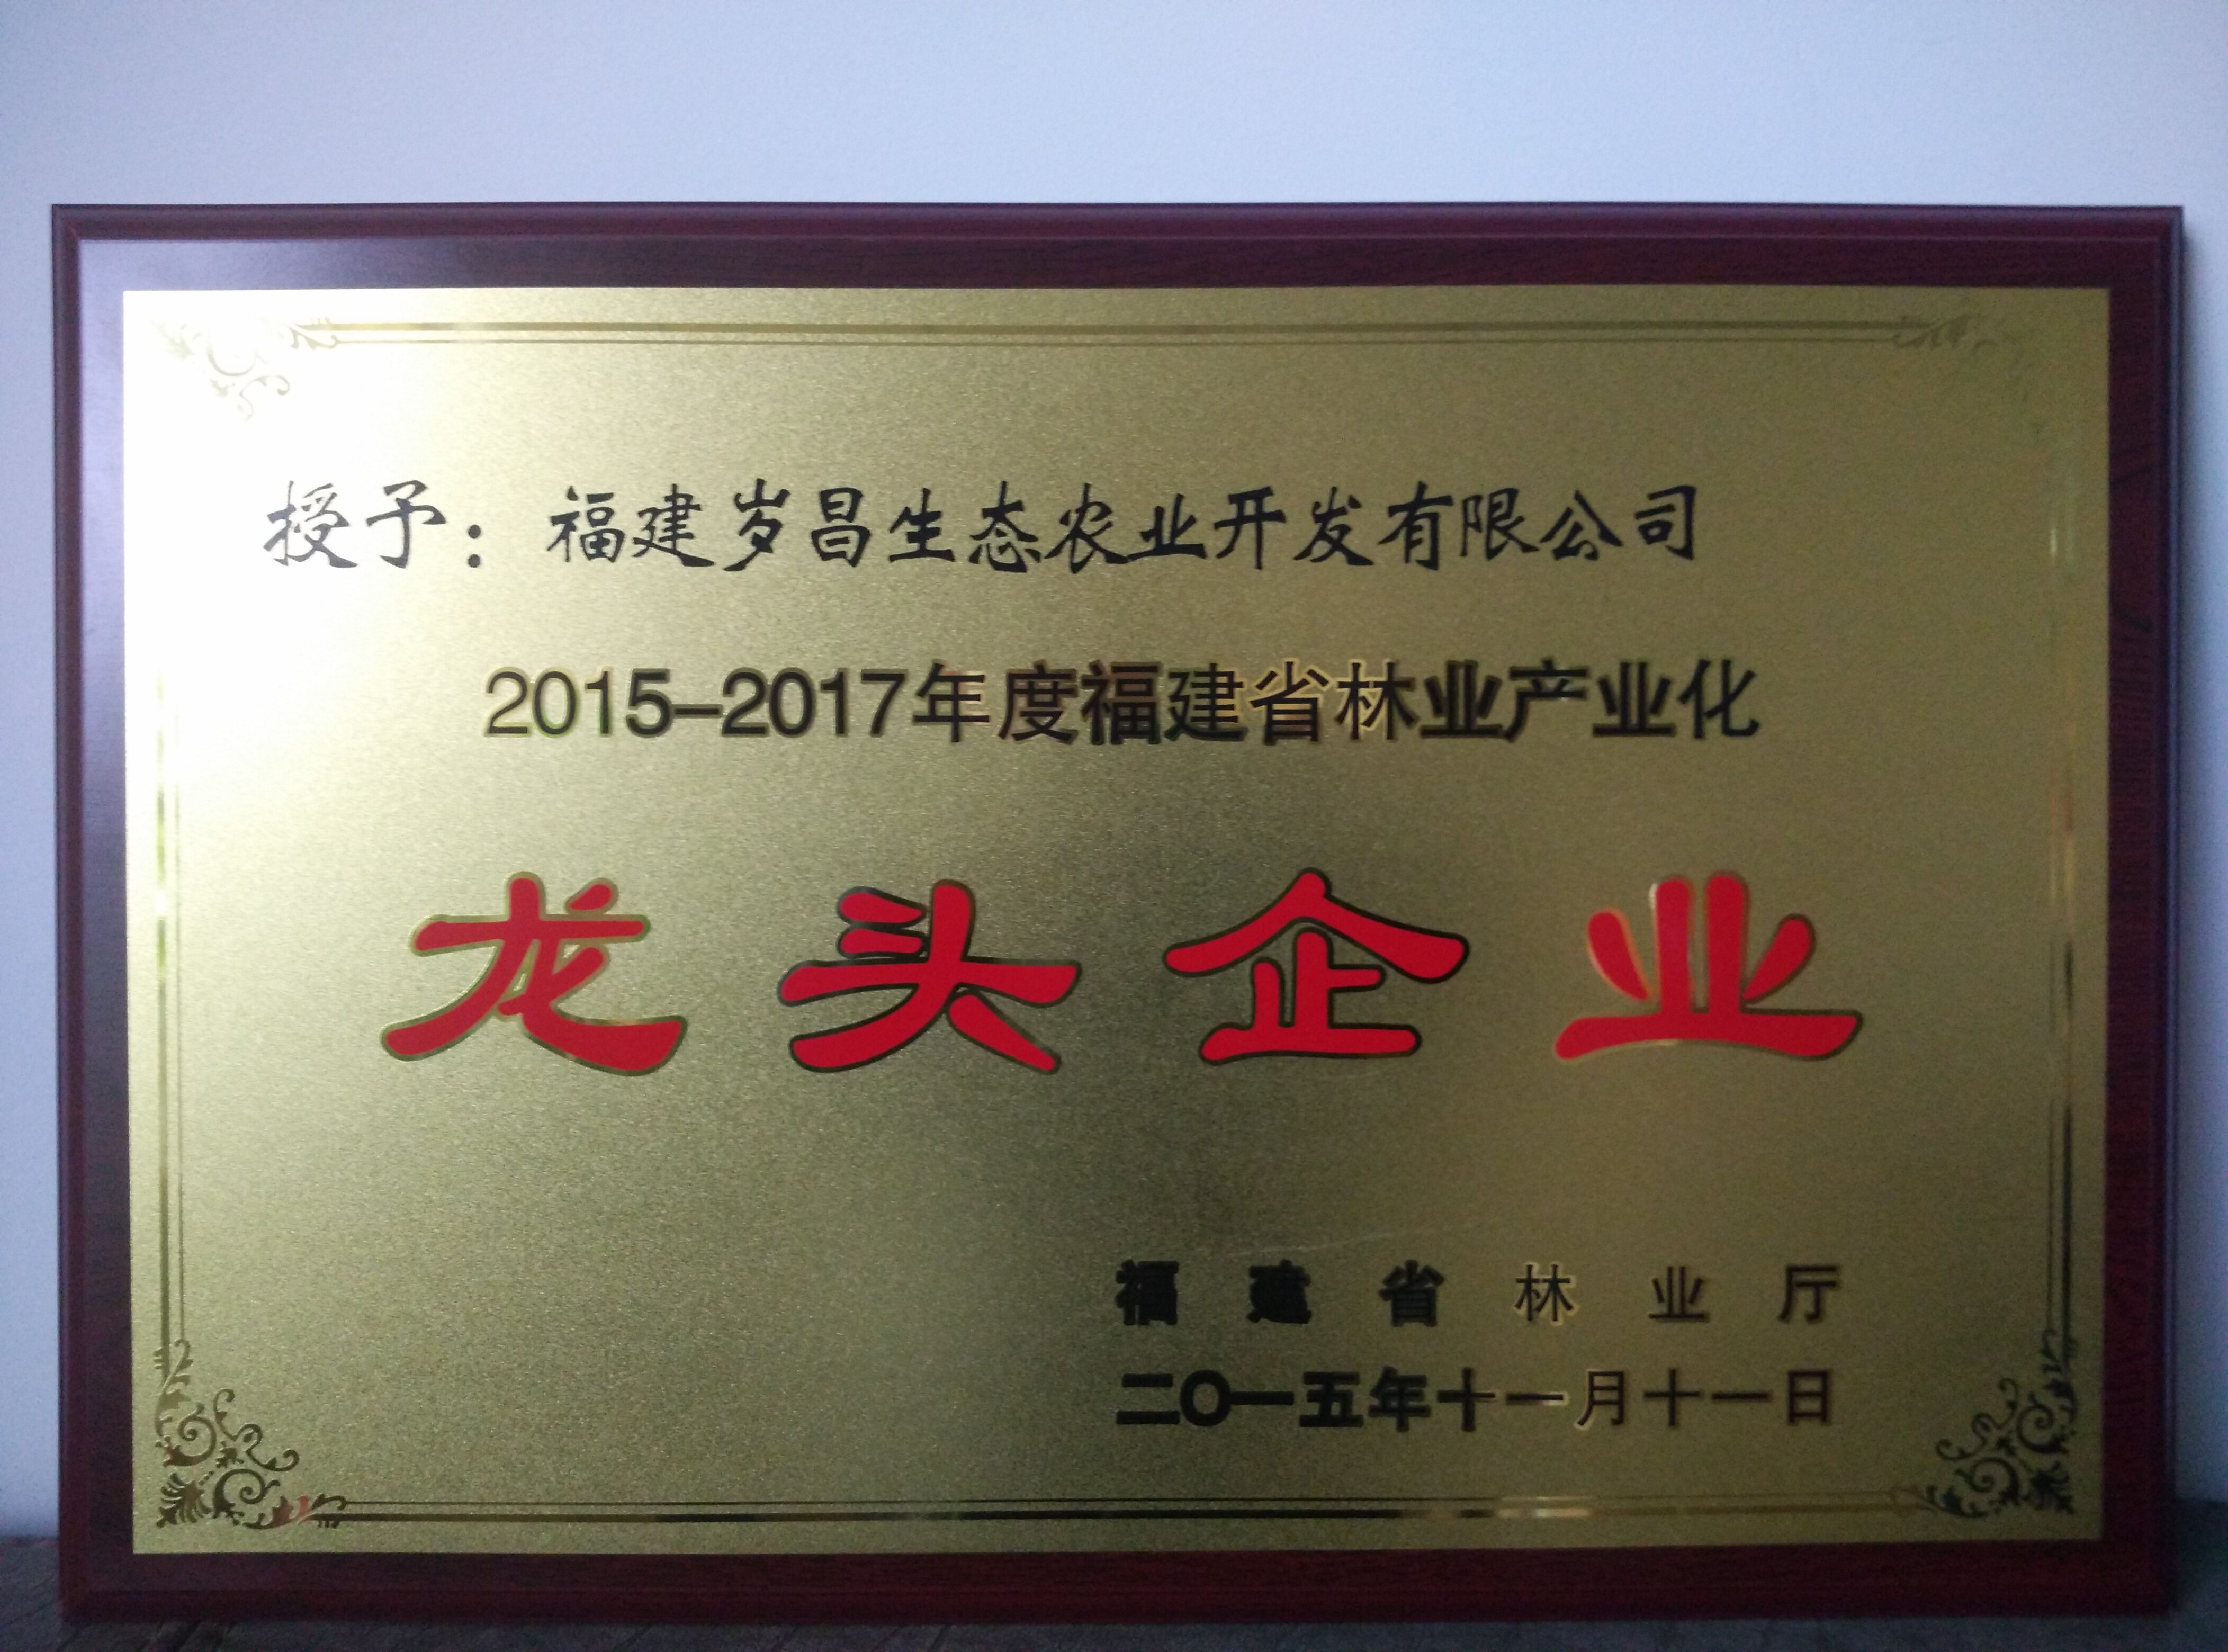 授予：福建岁昌生态农业开发有限公司
2015-2017年度福建省林业产业化
龙头企业
福建省林业厅
二〇一五年十一月十一日